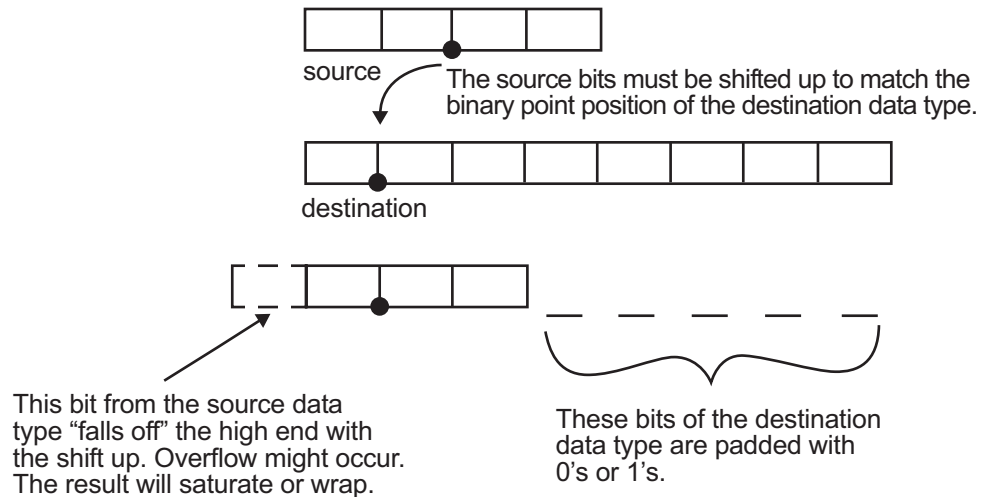 source
The source bits must be shifted up to match the
binary point position of the destination data type.
destination
This bit from the source data
type “falls off” the high end with
the shift up. Overflow might occur.
The result will saturate or wrap.
These bits of the destination
data type are padded with
0's or 1's.